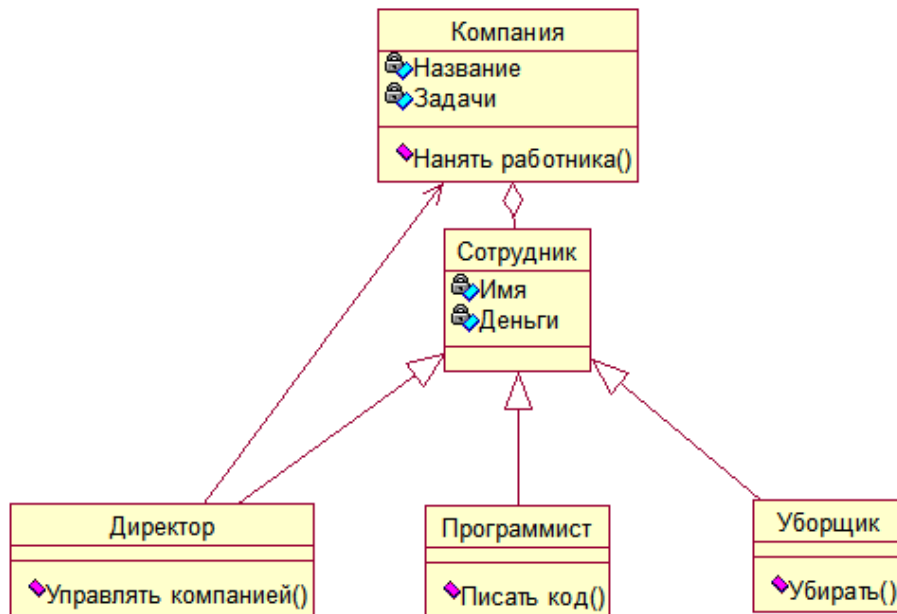 Компания
Название
Задачи
Нанять работника()
Сотрудник
Имя
Деньги
Директор
Управлять компанией()
Программист
Писать код()
Уборщик
Убирать()